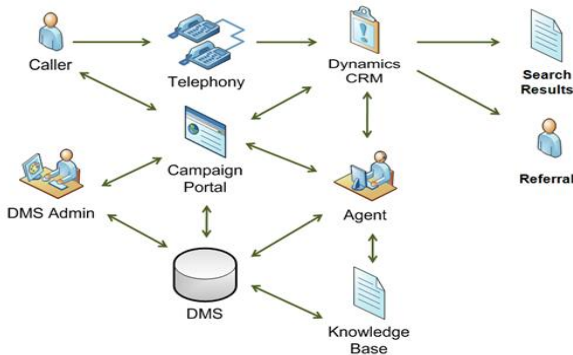 Caller
Telephony
Dynamics
CRM
Search
Results
Campaign
Portal
Referral
DMS Admin
Agent
DMS
Knowledge
Base